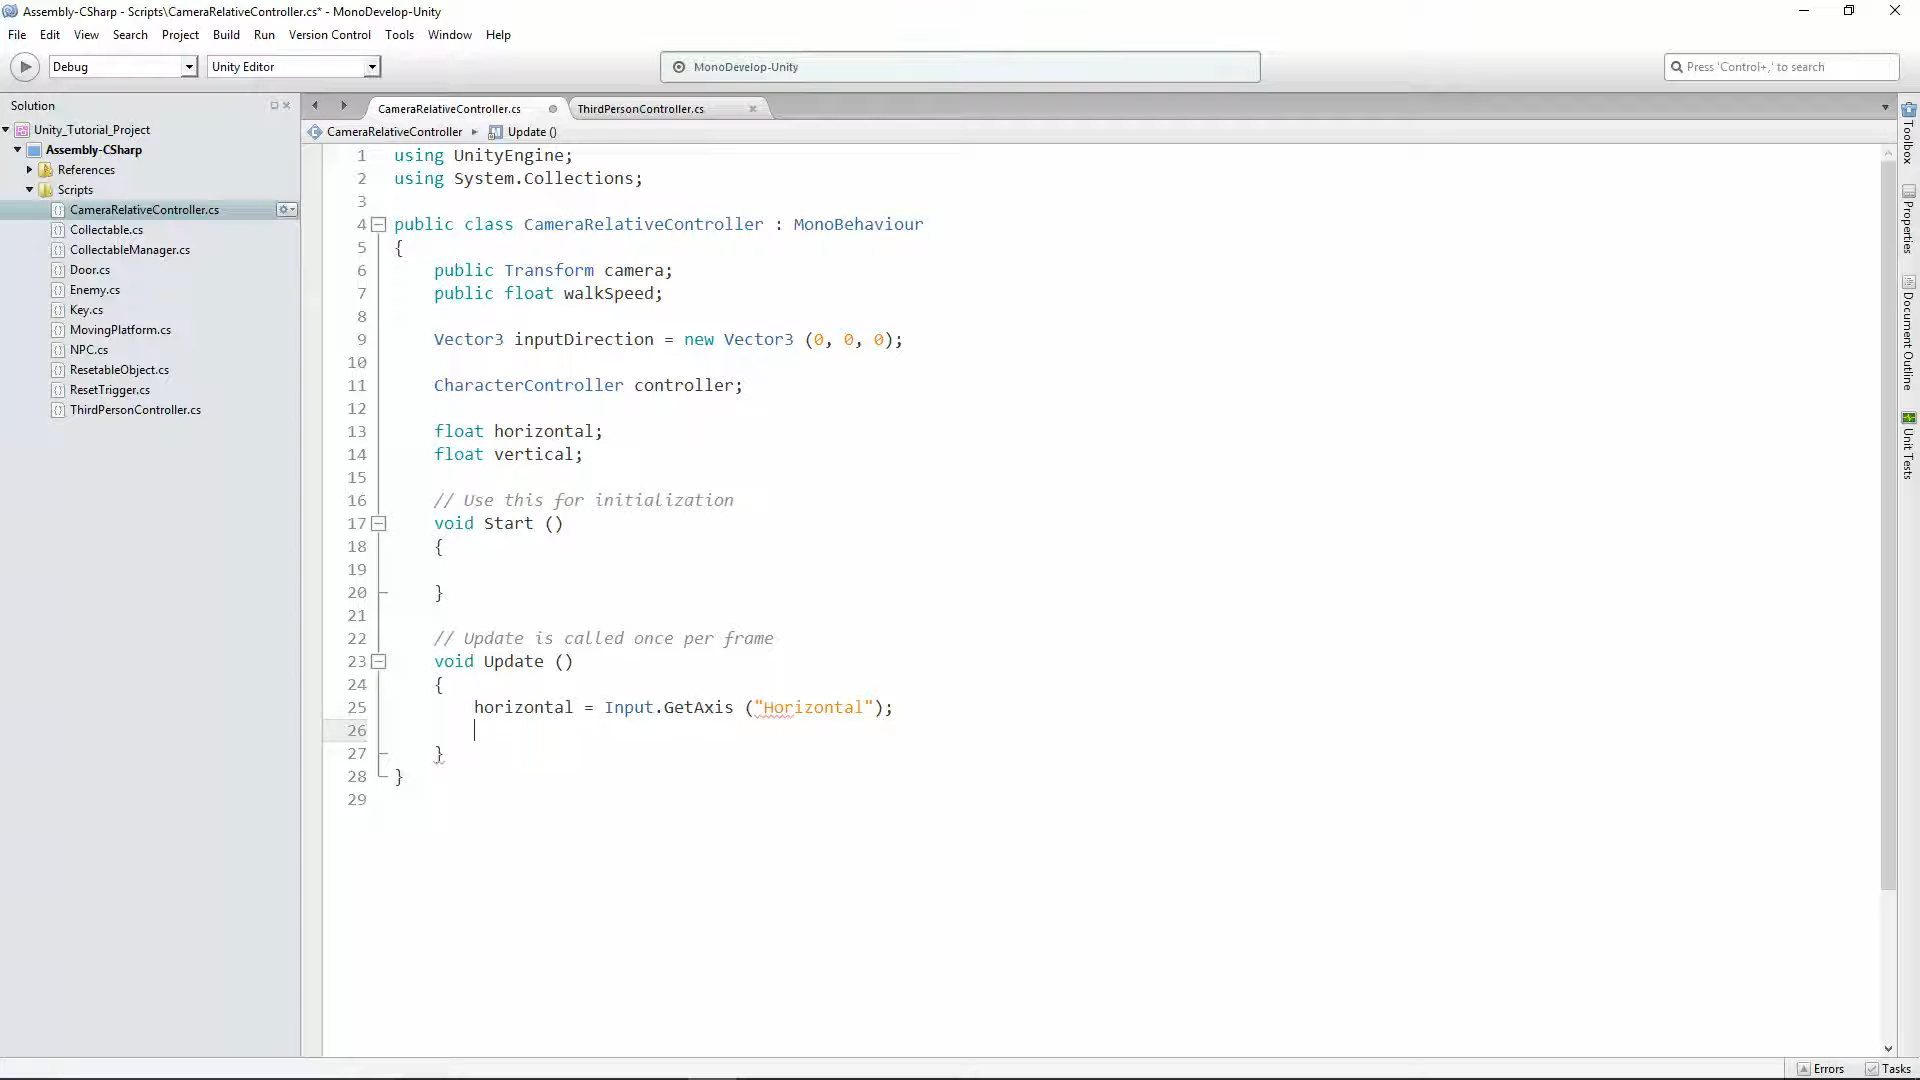 Assembly-CSharp - Scripts\CameraRelativeController.cs* - MonoDevelop-Unity
File Edit View Search Project Build Run Version Control Tools Window Help
Debug Unity Editor MonoDevelop-Unity Press 'Control+,' to search
Solution
Unity_Tutorial_Project
Assembly-CSharp
References
Scripts
CameraRelativeController.cs
Collectable.cs
CollectableManager.cs
Door.cs
Enemy.cs
Key.cs
MovingPlatform.cs
NPC.cs
ResetableObject.cs
ResetTrigger.cs
ThirdPersonController.cs
CameraRelativeController.cs ThirdPersonController.cs
CameraRelativeController Update ()
1 using UnityEngine;
2 using System.Collections;
3
4 public class CameraRelativeController : MonoBehaviour
5 {
6 public Transform camera;
7 public float walkSpeed;
8
9 Vector3 inputDirection = new Vector3 (0, 0, 0);
10
11 CharacterController controller;
12
13 float horizontal;
14 float vertical;
15
16 // Use this for initialization
17 void Start ()
18 {
19
20 }
21
22 // Update is called once per frame
23 void Update ()
24 {
25 horizontal = Input.GetAxis ("Horizontal");
26
27 }
28 }
29
Toolbox
Properties
Document Outline
Unit Tests
Errors Tasks